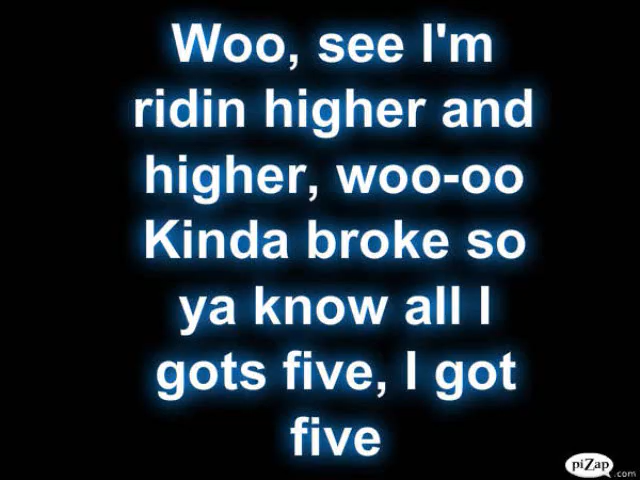 Woo, see I'm
ridin higher and
higher, woo-oo
Kinda broke so
ya know all I
gots five, I got
five
piZap.com